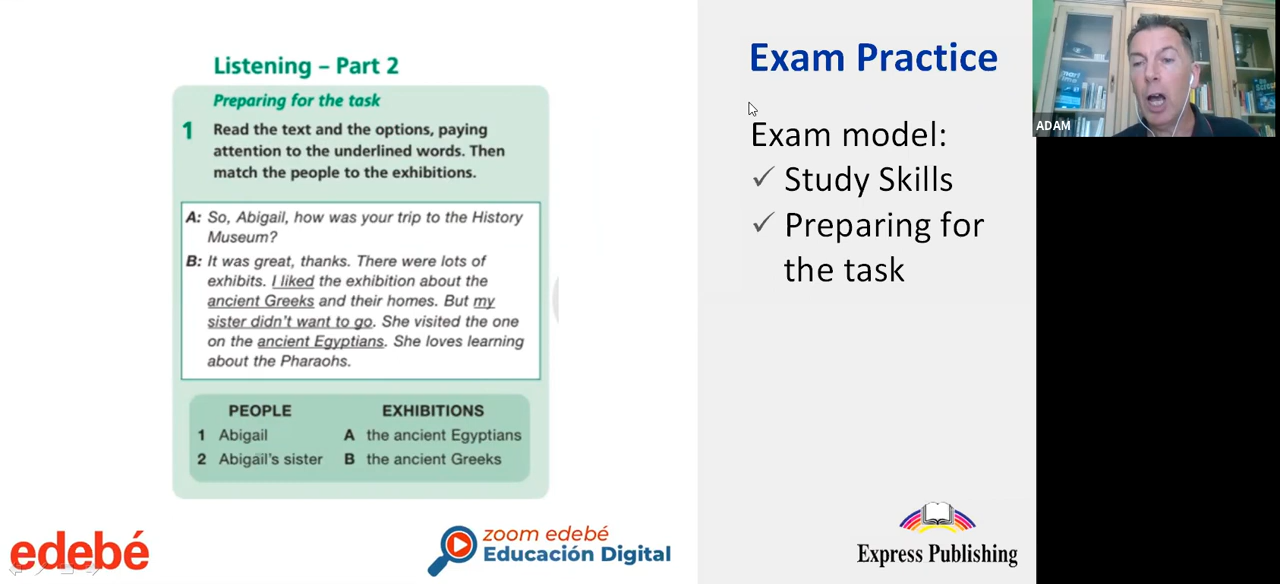 Listening – Part 2
Preparing for the task
1 Read the text and the options, paying
attention to the underlined words. Then
match the people to the exhibitions.
A: So, Abigail, how was your trip to the History
Museum?
B: It was great, thanks. There were lots of
exhibits. I liked the exhibition about the
ancient Greeks and their homes. But my
sister didn't want to go. She visited the one
on the ancient Egyptians. She loves learning
about the Pharaohs.
PEOPLE EXHIBITIONS
1 Abigail A the ancient Egyptians
2 Abigail's sister B the ancient Greeks
edebé
zoom edebé
Educación Digital
Exam Practice
Exam model:
✓ Study Skills
✓ Preparing for
the task
Express Publishing
ADAM